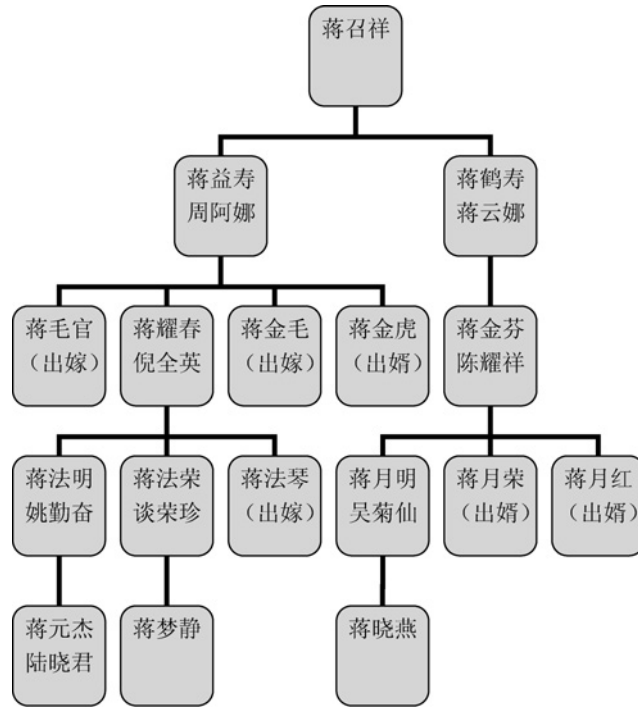 蒋召祥
蒋益寿
周阿娜
蒋鹤寿
蒋云娜
蒋毛官
（出嫁）
蒋耀春
倪全英
蒋金毛
（出嫁）
蒋金虎
（出婿）
蒋金芬
陈耀祥
蒋法明
姚勤奋
蒋法荣
谈荣珍
蒋法琴
（出嫁）
蒋月明
吴菊仙
蒋月荣
（出婿）
蒋月红
（出婿）
蒋元杰
陆晓君
蒋梦静
蒋晓燕